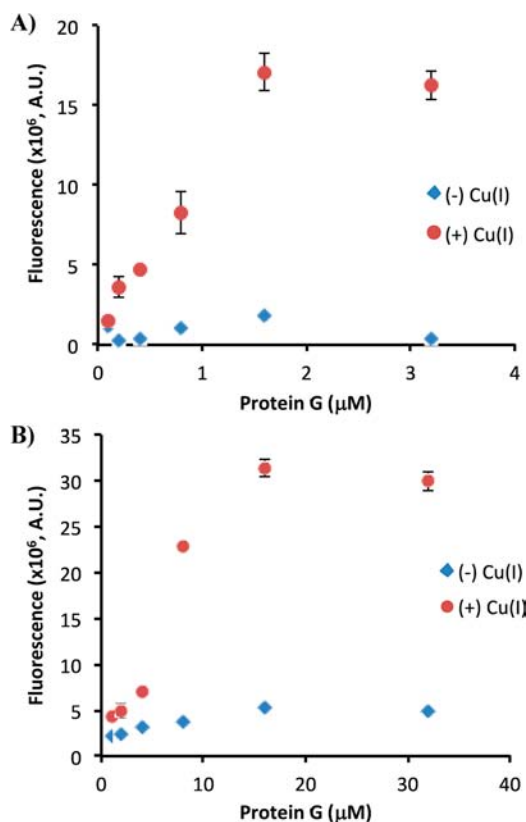 A)
20
15
10
5
0
Fluorescence (x10⁶, A.U.)
(-) Cu(I)
(+) Cu(I)
0 1 2 3 4
Protein G (μM)
B)
35
30
25
20
15
10
5
0
Fluorescence (x10⁶, A.U.)
(-) Cu(I)
(+) Cu(I)
0 10 20 30 40
Protein G (μM)